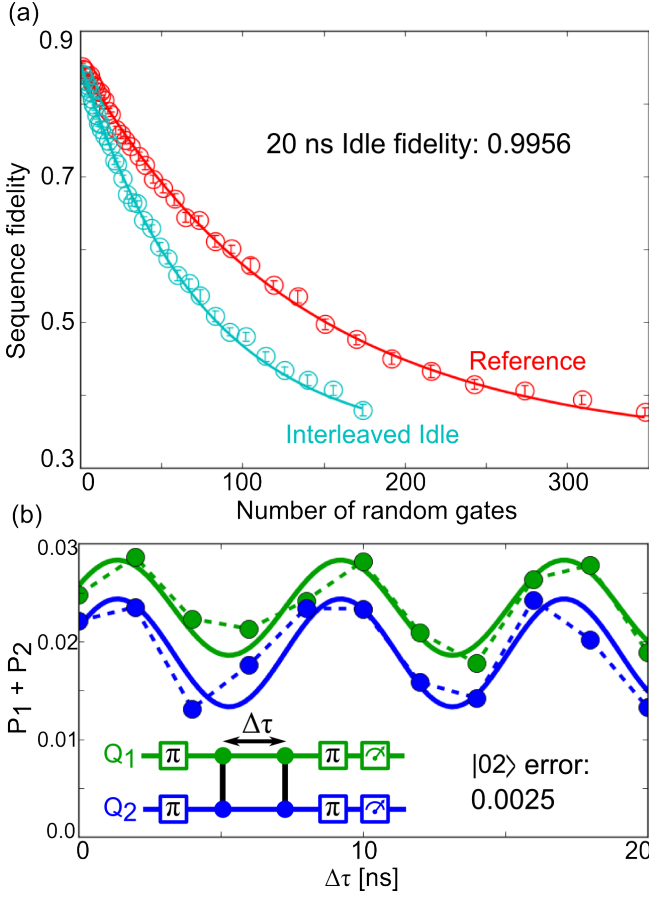 (a)
0.9
0.7
0.5
0.3
Sequence fidelity
20 ns Idle fidelity: 0.9956
Reference
Interleaved Idle
0 100 200 300
Number of random gates
(b)
0.03
0.02
0.01
0.0
P1 + P2
Δτ
Q1 π π
Q2 π π
|02⟩ error:
0.0025
0 10 20
Δτ [ns]